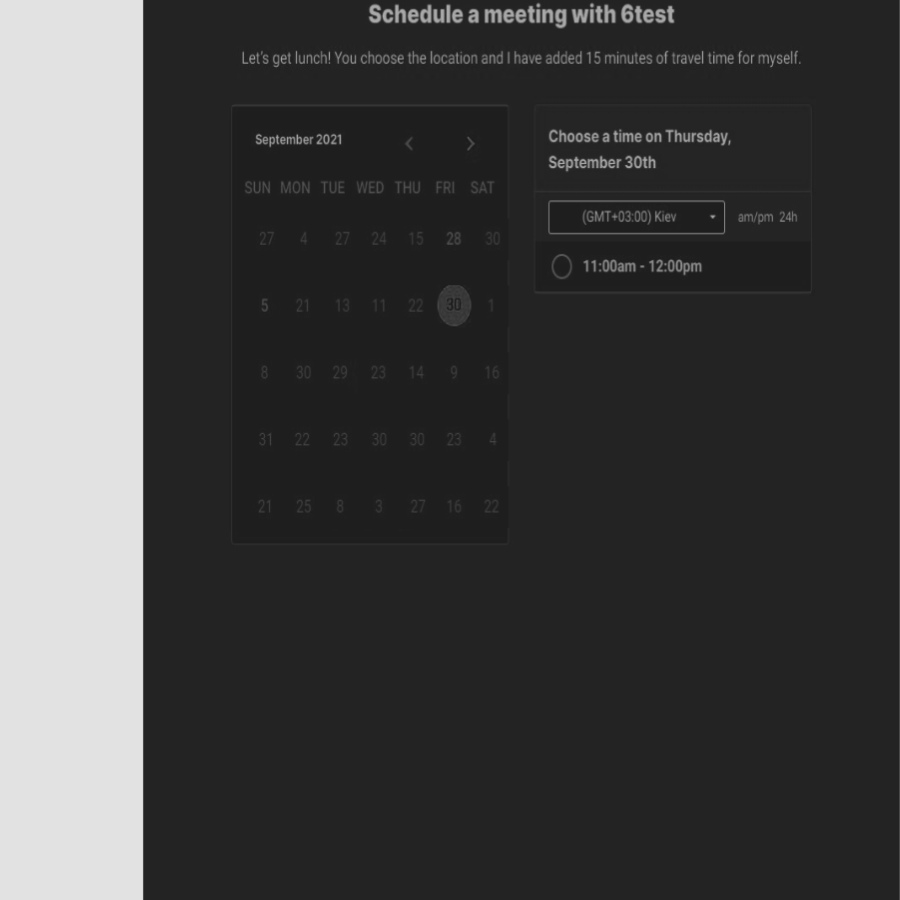 Schedule a meeting with 6test
Let's get lunch! You choose the location and I have added 15 minutes of travel time for myself.
September 2021
SUN MON TUE WED THU FRI SAT
27 4 27 24 15 28 30
5 21 13 11 22 30 1
8 30 29 23 14 9 16
31 22 23 30 30 23 4
21 25 8 3 27 16 22
Choose a time on Thursday,
September 30th
(GMT+03:00) Kiev am/pm 24h
11:00am - 12:00pm